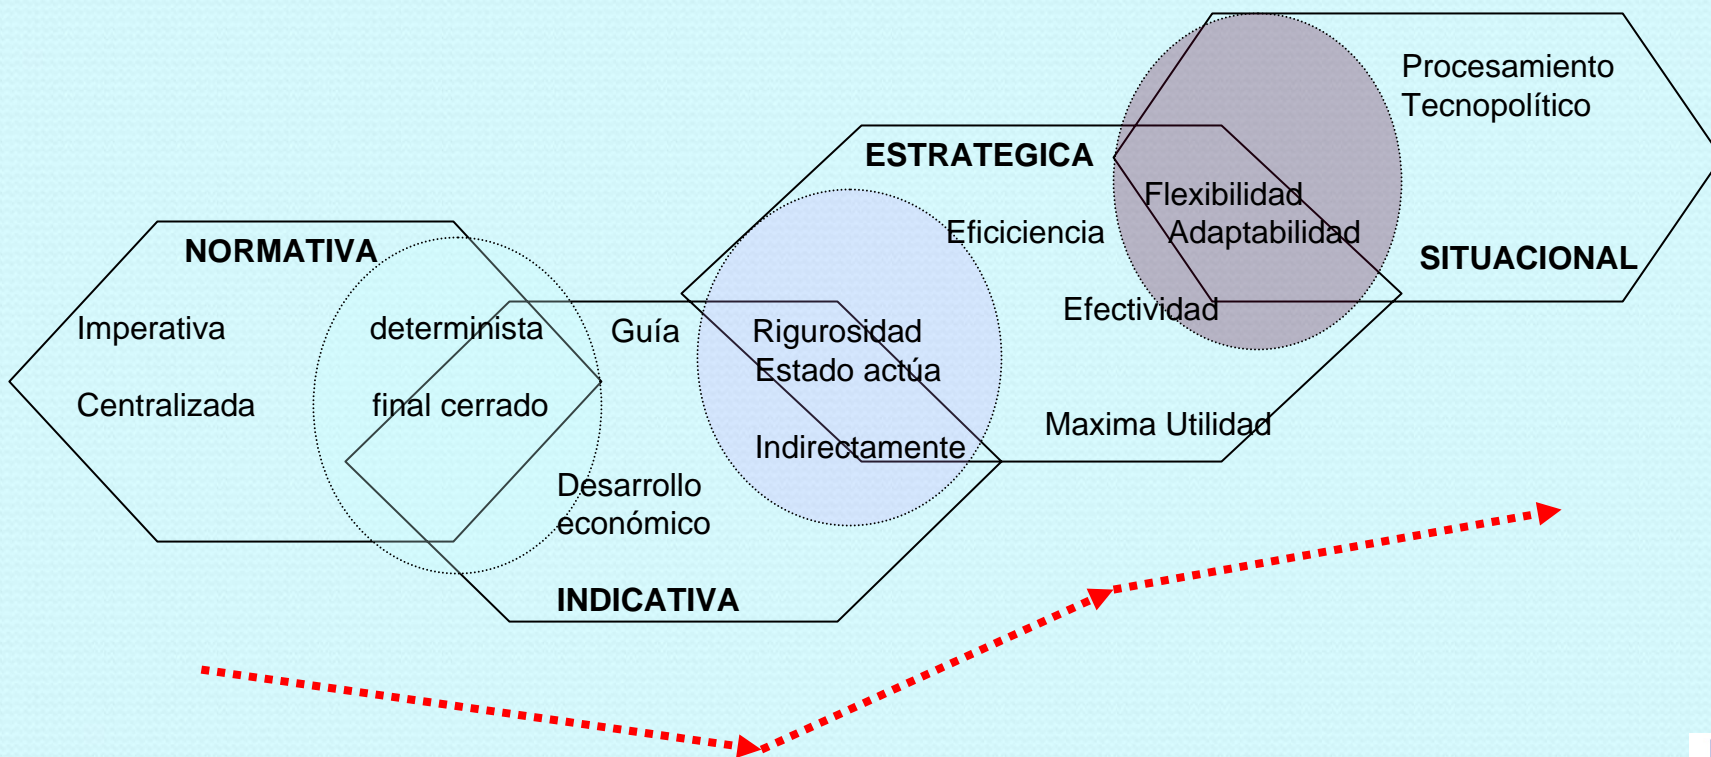 NORMATIVA
Imperativa
determinista
Centralizada
final cerrado
Guía
Desarrollo
económico
INDICATIVA
Rigurosidad
Estado actúa
Indirectamente
ESTRATEGICA
Eficiciencia
Efectividad
Maxima Utilidad
Flexibilidad
Adaptabilidad
Procesamiento
Tecnopolítico
SITUACIONAL